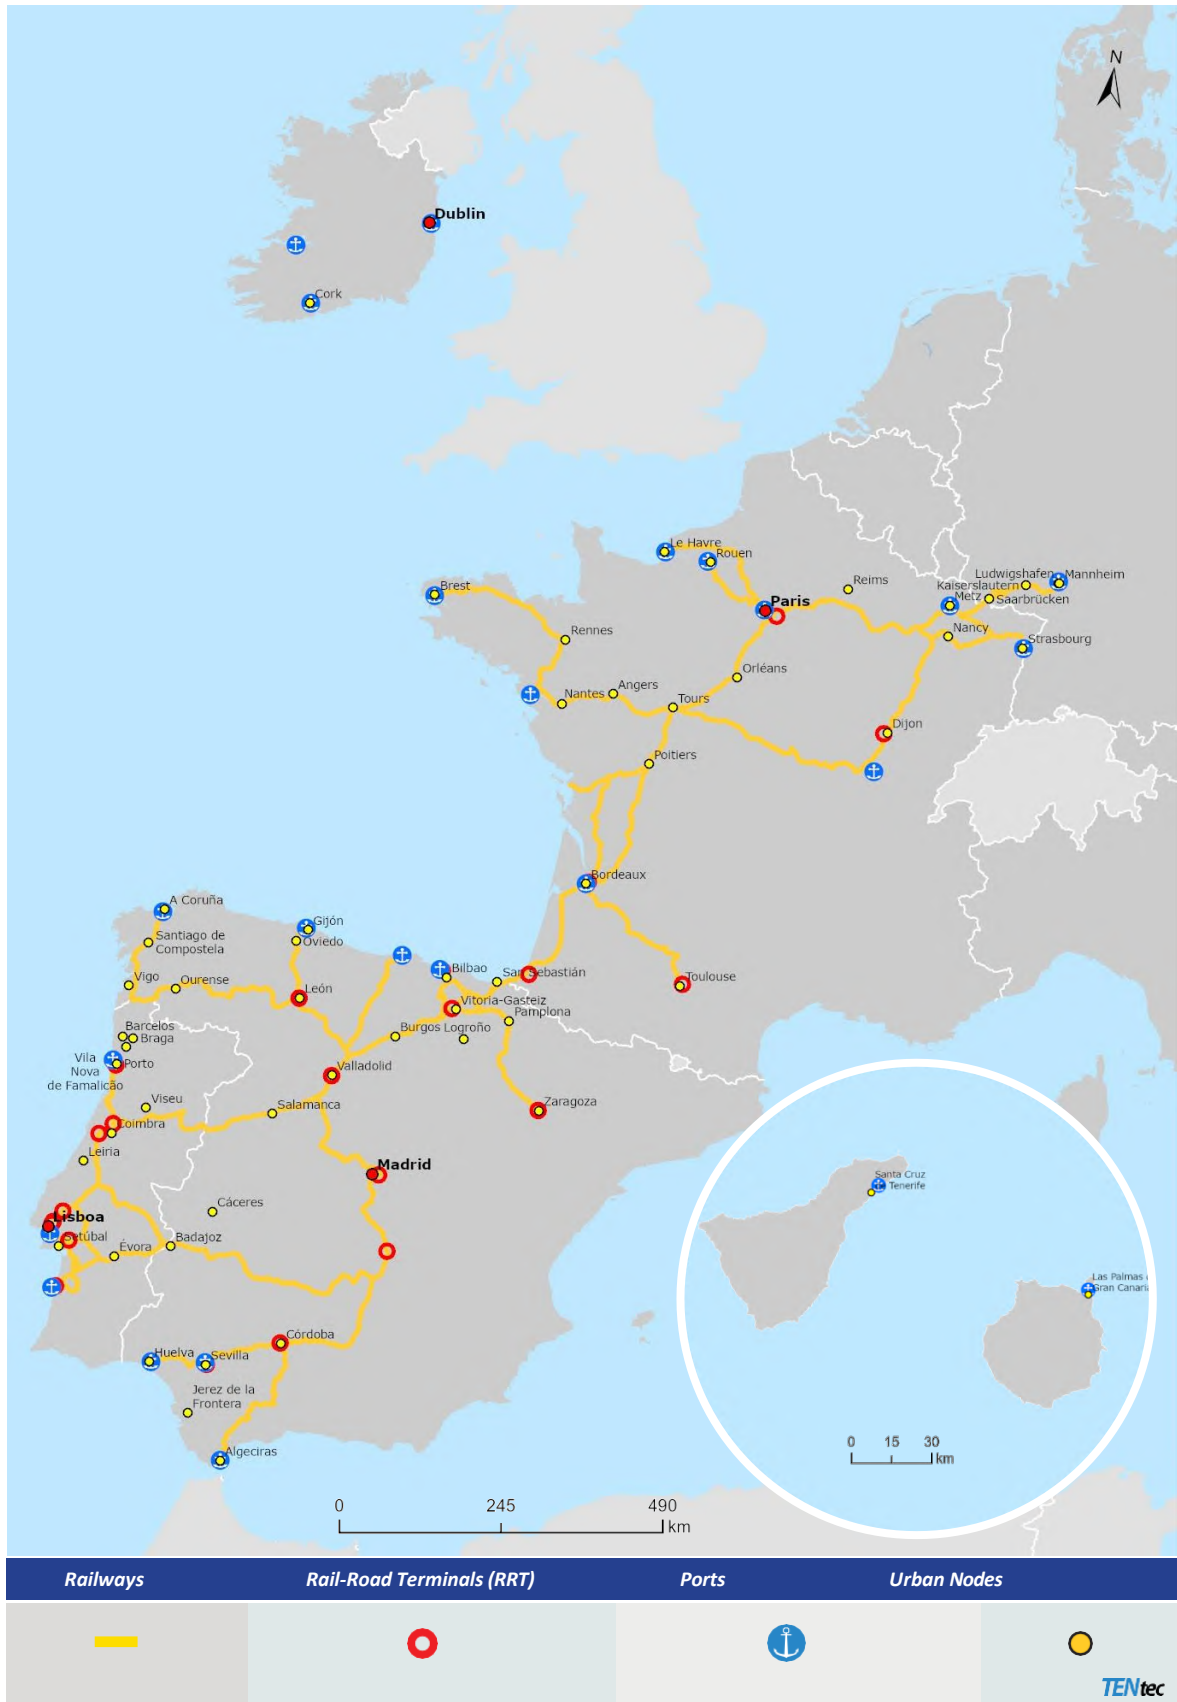 N
Dublin
Cork
Le Havre
Rouen
Brest
Paris
Reims
Ludwigshafen
Mannheim
Kaiserslautern
Metz
Saarbrücken
Nancy
Strasbourg
Rennes
Orléans
Angers
Nantes
Tours
Dijon
Poitiers
Bordeaux
A Coruña
Gijón
Santiago de
Compostela
Oviedo
Bilbao
San Sebastián
Toulouse
Vigo
Ourense
León
Vitoria-Gasteiz
Pamplona
Barcelos
Braga
Burgos
Logroño
Vila
Nova
de Famalicão
Porto
Valladolid
Viseu
Salamanca
Zaragoza
Coimbra
Leiria
Madrid
Santa Cruz
Tenerife
Cáceres
Lisboa
Setúbal
Évora
Badajoz
Las Palmas
Gran Canaria
Córdoba
Huelva
Sevilla
Jerez de la
Frontera
Algeciras
0 15 30
km
0 245 490
km
Railways
Rail-Road Terminals (RRT)
Ports
Urban Nodes
TENtec